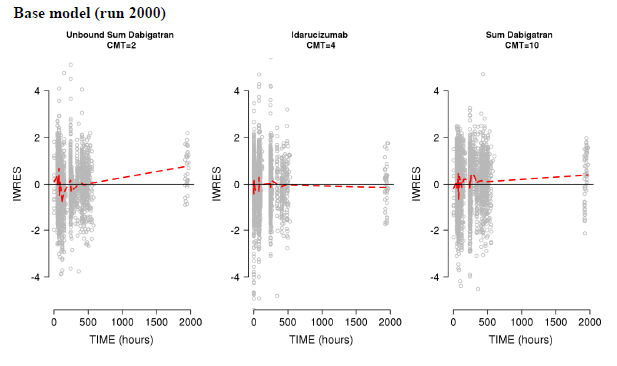 Base model (run 2000)
Unbound Sum Dabigatran
CMT=2
IWRES
4
2
0
-2
-4
0 500 1000 1500 2000
TIME (hours)
Idarucizumab
CMT=4
IWRES
4
2
0
-2
-4
0 500 1000 1500 2000
TIME (hours)
Sum Dabigatran
CMT=10
IWRES
4
2
0
-2
-4
0 500 1000 1500 2000
TIME (hours)